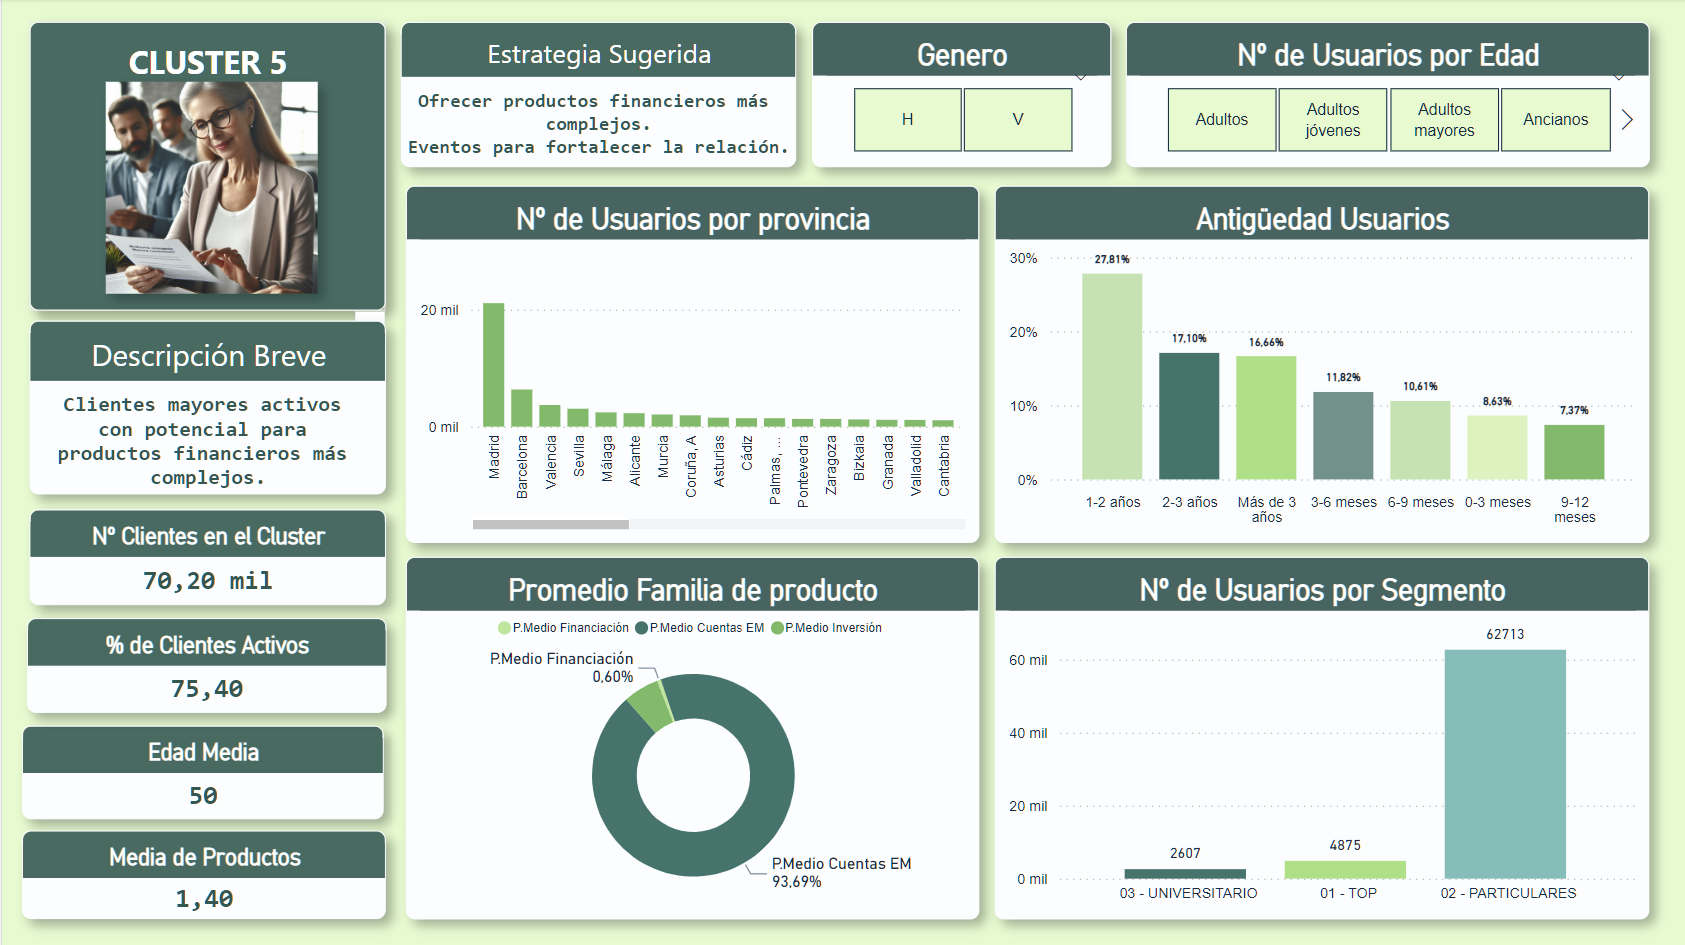 CLUSTER 5
Descripción Breve
Clientes mayores activos
con potencial para
productos financieros más
complejos.
Nº Clientes en el Cluster
70,20 mil
% de Clientes Activos
75,40
Edad Media
50
Media de Productos
1,40
Estrategia Sugerida
Ofrecer productos financieros más
complejos.
Eventos para fortalecer la relación.
Genero
H
V
Nº de Usuarios por Edad
Adultos
Adultos
jóvenes
Adultos
mayores
Ancianos
Nº de Usuarios por provincia
20 mil
0 mil
Madrid
Barcelona
Valencia
Sevilla
Málaga
Alicante
Murcia
Coruña, A
Asturias
Cádiz
Palmas, ...
Pontevedra
Zaragoza
Bizkaia
Granada
Valladolid
Cantabria
Antigüedad Usuarios
30%
20%
10%
0%
27,81%
17,10%
16,66%
11,82%
10,61%
8,63%
7,37%
1-2 años
2-3 años
Más de 3
años
3-6 meses
6-9 meses
0-3 meses
9-12
meses
Promedio Familia de producto
P.Medio Financiación
P.Medio Cuentas EM
P.Medio Inversión
P.Medio Financiación
0,60%
P.Medio Cuentas EM
93,69%
Nº de Usuarios por Segmento
60 mil
40 mil
20 mil
0 mil
2607
4875
62713
03 - UNIVERSITARIO
01 - TOP
02 - PARTICULARES